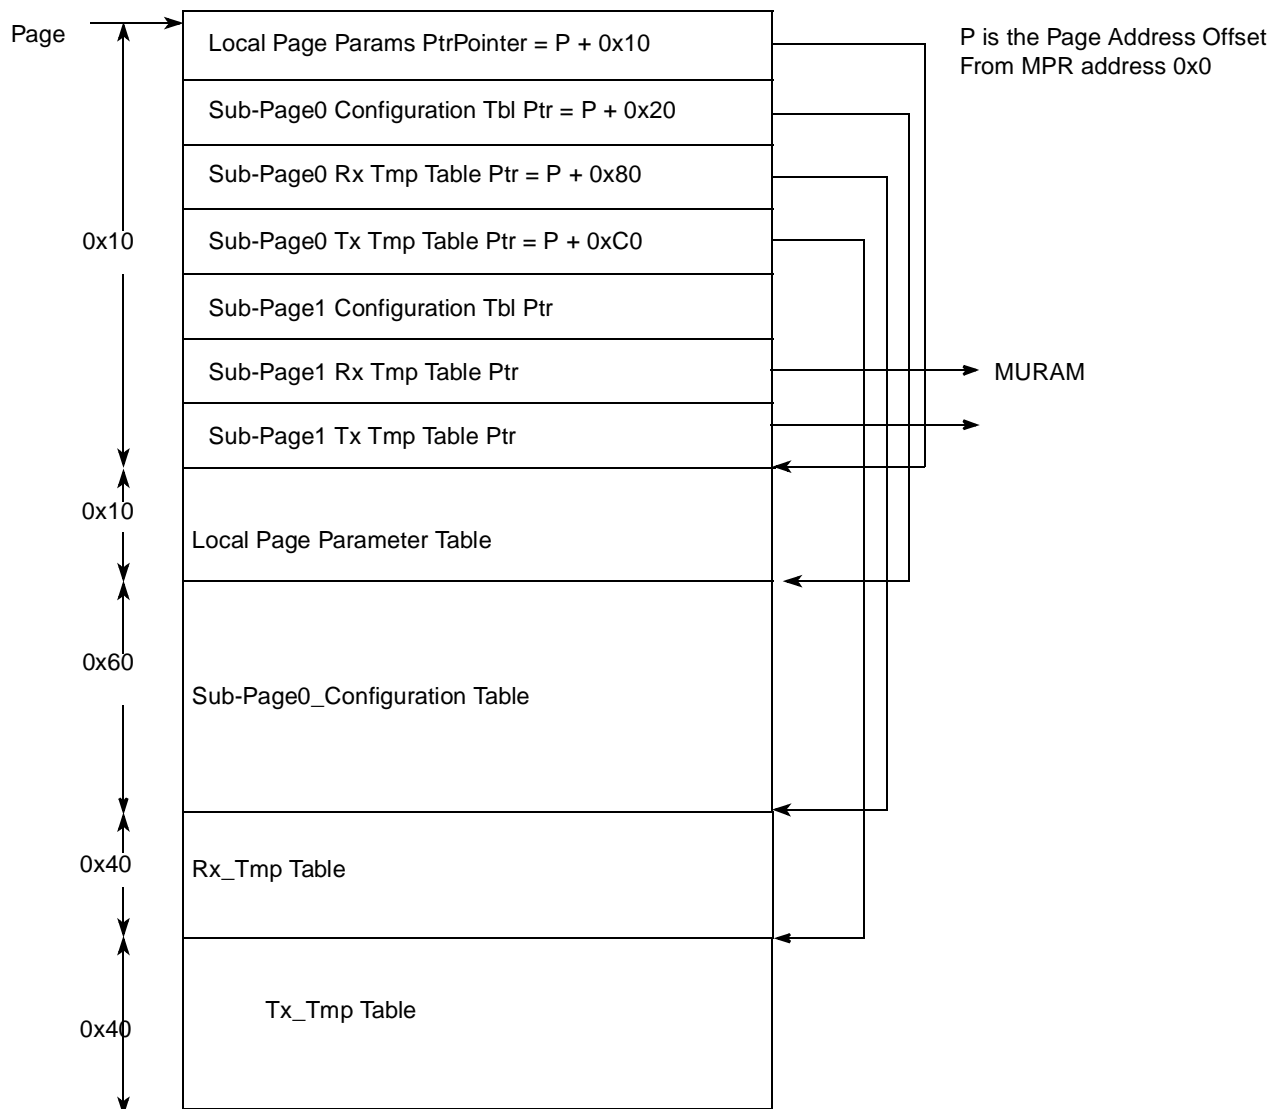 Page
Local Page Params PtrPointer = P + 0x10
P is the Page Address Offset
From MPR address 0x0
Sub-Page0 Configuration Tbl Ptr = P + 0x20
Sub-Page0 Rx Tmp Table Ptr = P + 0x80
0x10
Sub-Page0 Tx Tmp Table Ptr = P + 0xC0
Sub-Page1 Configuration Tbl Ptr
Sub-Page1 Rx Tmp Table Ptr
MURAM
Sub-Page1 Tx Tmp Table Ptr
0x10
Local Page Parameter Table
0x60
Sub-Page0_Configuration Table
0x40
Rx_Tmp Table
Tx_Tmp Table
0x40